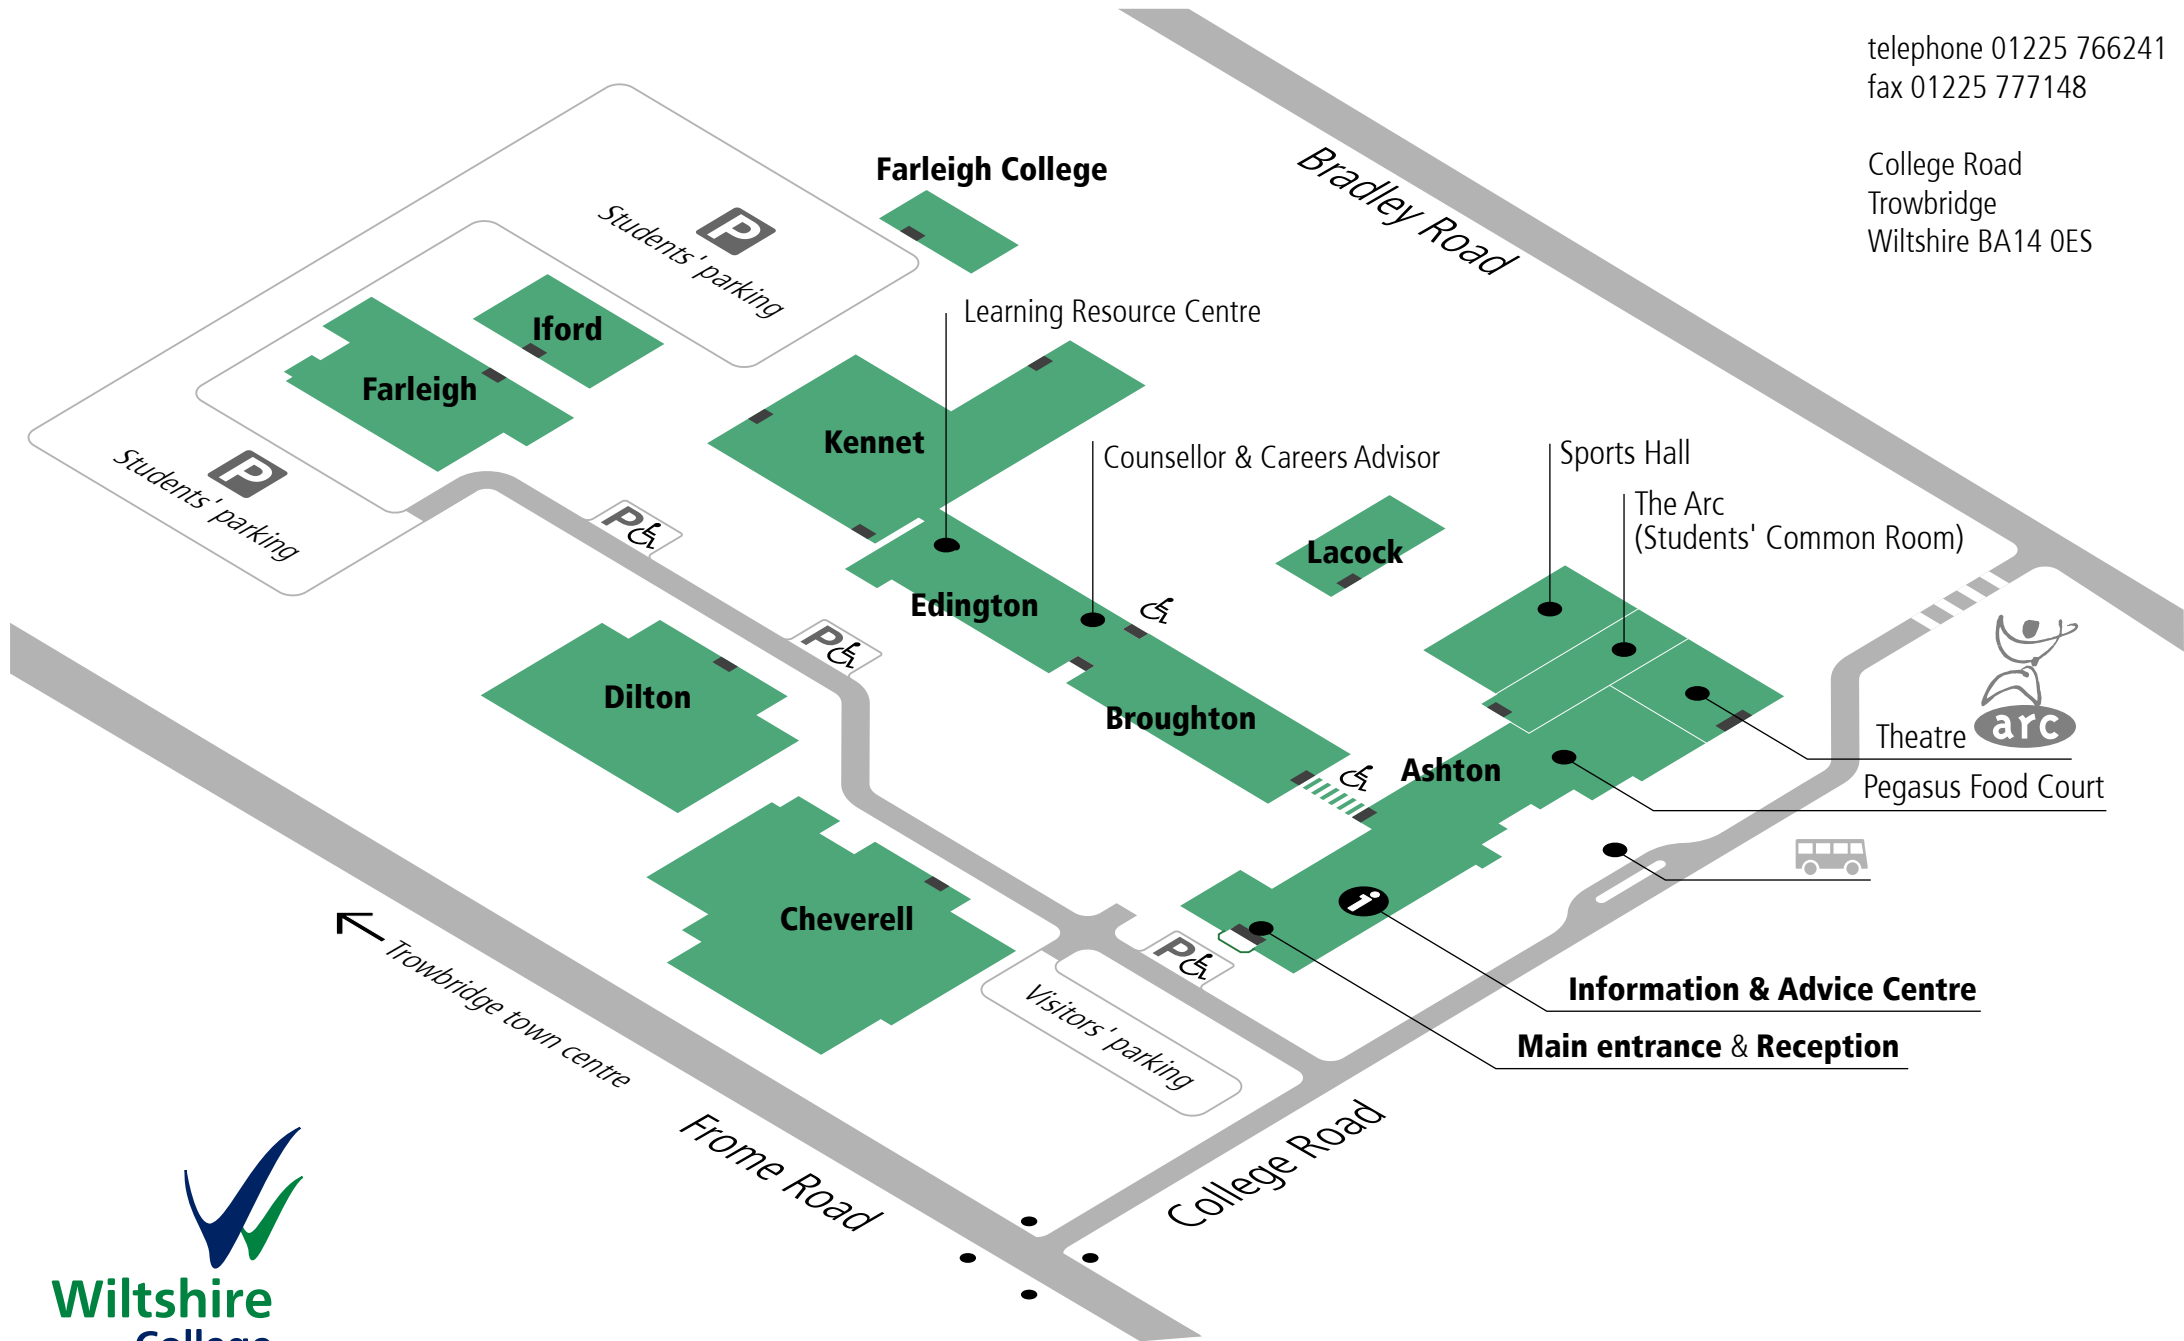 telephone 01225 766241
fax 01225 777148
College Road
Trowbridge
Wiltshire BA14 0ES
Bradley Road
Farleigh College
P
Students' parking
Learning Resource Centre
Iford
Farleigh
Kennet
Counsellor & Careers Advisor
Sports Hall
The Arc
(Students' Common Room)
P
Students' parking
P
Lacock
Edington
P
Dilton
Broughton
Ashton
Theatre
arc
Pegasus Food Court
Cheverell
i
P
Information & Advice Centre
Main entrance & Reception
Visitors' parking
Trowbridge town centre
Frome Road
College Road
Wiltshire
College